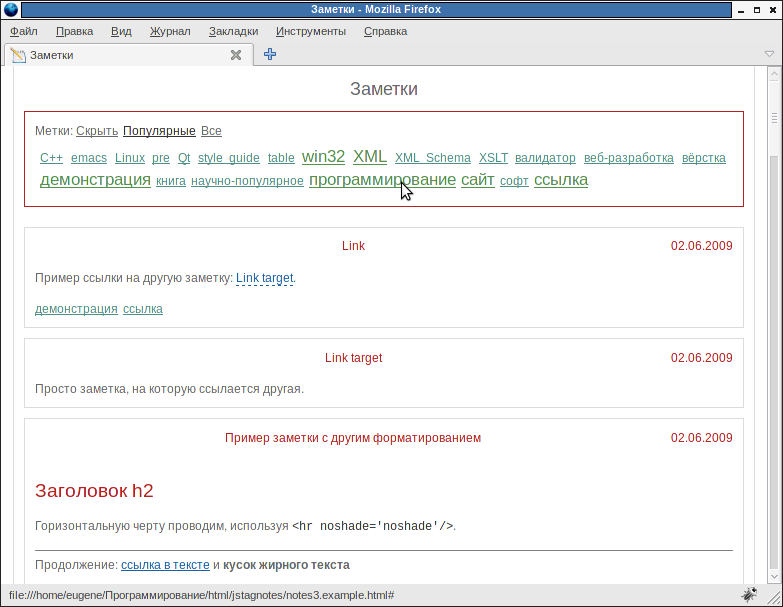 Заметки - Mozilla Firefox
Файл Правка Вид Журнал Закладки Инструменты Справка
Заметки
Заметки
Метки: Скрыть Популярные Все
C++ emacs Linux pre Qt style_guide table win32 XML XML_Schema XSLT валидатор веб-разработка вёрстка
демонстрация книга научно-популярное программирование сайт софт ссылка
Link 02.06.2009
Пример ссылки на другую заметку: Link target.
демонстрация ссылка
Link target 02.06.2009
Просто заметка, на которую ссылается другая.
Пример заметки с другим форматированием 02.06.2009
Заголовок h2
Горизонтальную черту проводим, используя <hr noshade='noshade'/>.
Продолжение: ссылка в тексте и кусок жирного текста
file:///home/eugene/Программирование/html/jstagnotes/notes3.example.html#